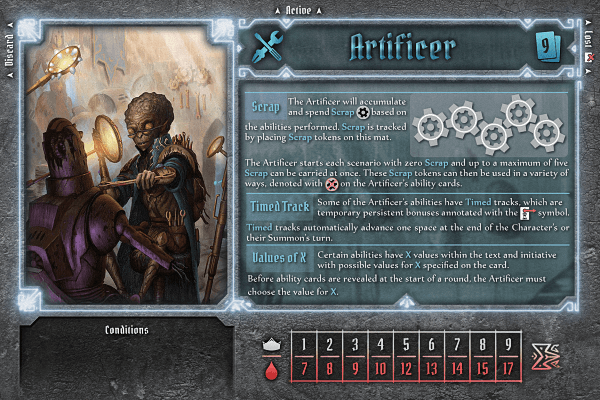 Active
Discard
Lost
Artificer
9
Scrap The Artificer will accumulate
and spend Scrap based on
the abilities performed. Scrap is tracked
by placing Scrap tokens on this mat.
The Artificer starts each scenario with zero Scrap and up to a maximum of five
Scrap can be carried at once. These Scrap tokens can then be used in a variety of
ways, denoted with on the Artificer's ability cards.
Timed Track Some of the Artificer's abilities have Timed tracks, which are
temporary persistent bonuses annotated with the symbol.
Timed tracks automatically advance one space at the end of the Character's or
their Summon's turn.
Values of X Certain abilities have X values within the text and initiative
with possible values for X specified on the card.
Before ability cards are revealed at the start of a round, the Artificer must
choose the value for X.
Conditions
1 2 3 4 5 6 7 8 9
7 8 9 10 12 13 14 15 17